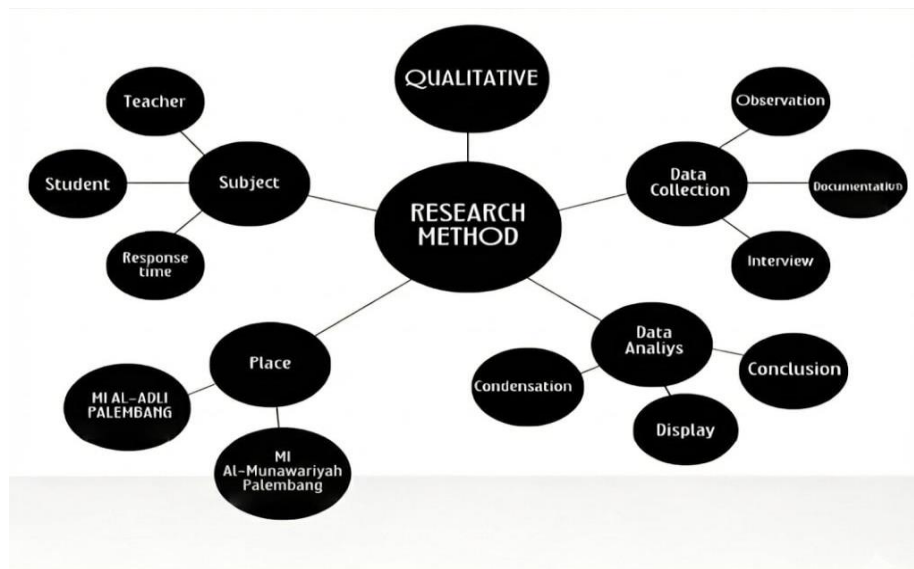 QUALITATIVE
RESEARCH
METHOD
Subject
Teacher
Student
Response
time
Data
Collection
Observation
Documentation
Interview
Place
MI AL-ADLI
PALEMBANG
MI
Al-Munawariyah
Palembang
Data
Analiys
Condensation
Display
Conclusion